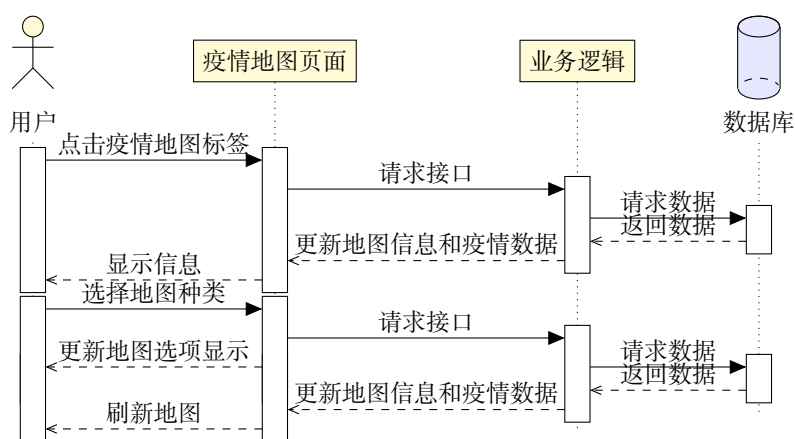 疫情地图页面
业务逻辑
用户
数据库
点击疫情地图标签
请求接口
请求数据
返回数据
更新地图信息和疫情数据
显示信息
选择地图种类
请求接口
更新地图选项显示
请求数据
返回数据
更新地图信息和疫情数据
刷新地图